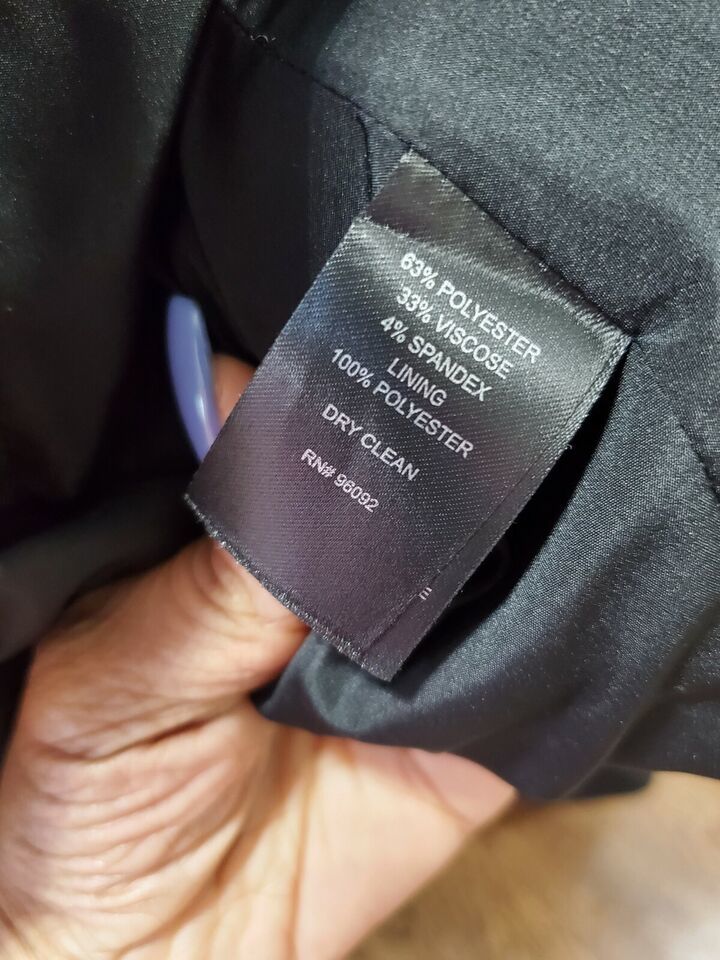 63% POLYESTER
33% VISCOSE
4% SPANDEX
LINING
100% POLYESTER
DRY CLEAN
RN# 96092